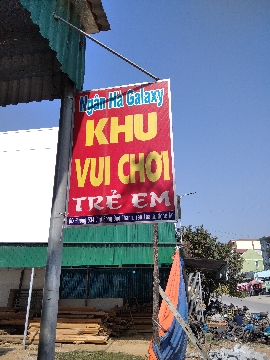 Ngân Hà Galaxy
KHU
VUI CHƠI
TRẺ EM